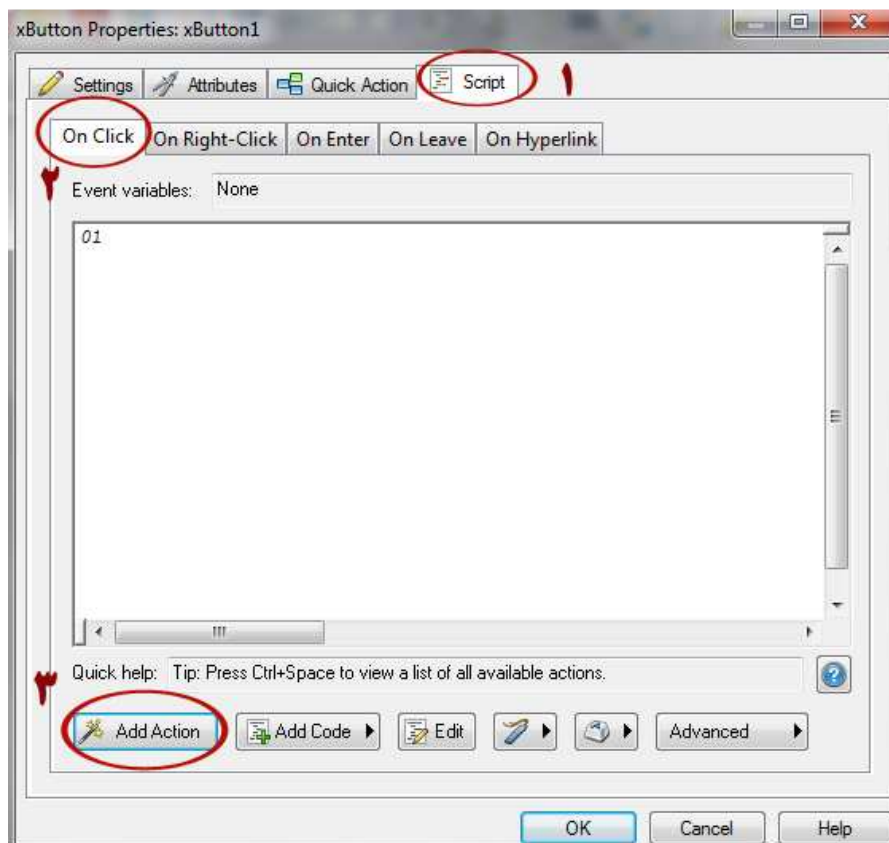 xButton Properties: xButton1
Settings Attributes Quick Action Script ۱
On Click On Right-Click On Enter On Leave On Hyperlink
۲
Event variables: None
01
۳
Quick help: Tip: Press Ctrl+Space to view a list of all available actions.
Add Action Add Code Edit Advanced
OK Cancel Help